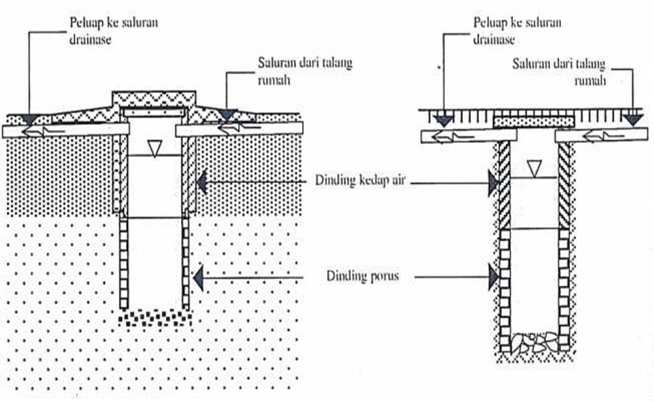 Peluap ke saluran
drainase
Saluran dari talang
rumah
Peluap ke saluran
drainase
Saluran dari talang
rumah
Dinding kedap air
Dinding porus